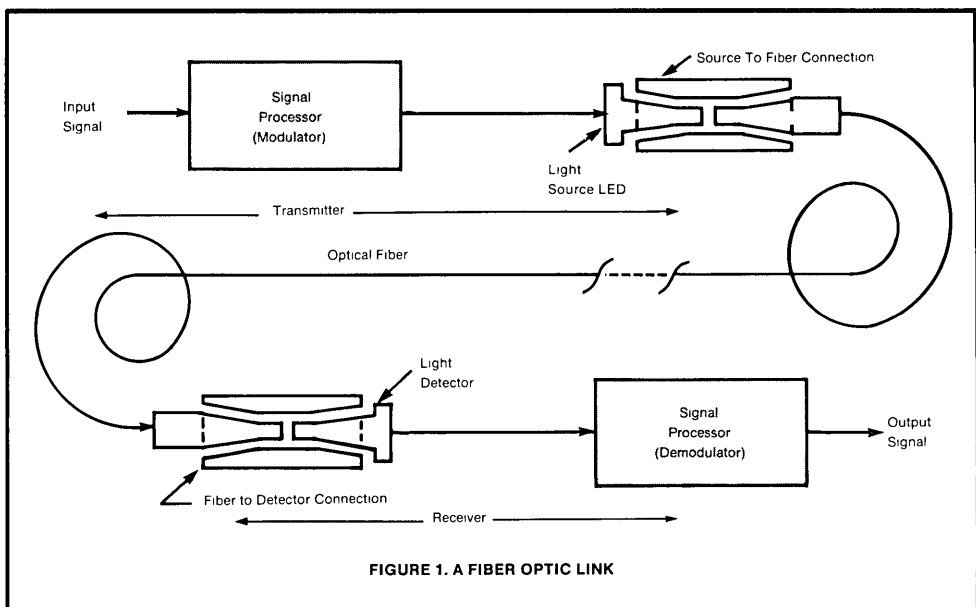 Source To Fiber Connection
Input
Signal
Signal
Processor
(Modulator)
Light
Source LED
Transmitter
Optical Fiber
Light
Detector
Signal
Processor
(Demodulator)
Output
Signal
Fiber to Detector Connection
Receiver
FIGURE 1. A FIBER OPTIC LINK